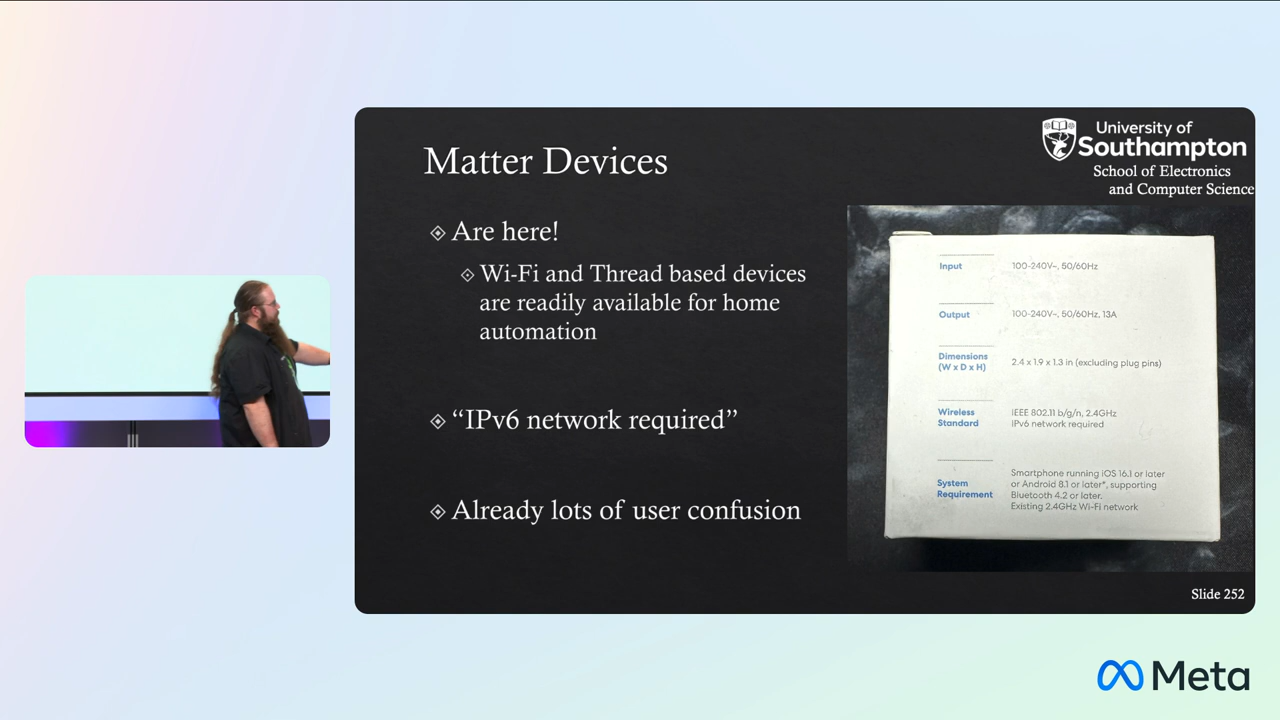 University of
Southampton
School of Electronics
and Computer Science
Matter Devices
Are here!
Wi-Fi and Thread based devices
are readily available for home
automation
“IPv6 network required”
Already lots of user confusion
Input 100-240V~, 50/60Hz
Output 100-240V~, 50/60Hz, 13A
Dimensions
(W x D x H) 2.4 x 1.9 x 1.3 in (excluding plug pins)
Wireless
Standard
IEEE 802.11 b/g/n, 2.4GHz
IPv6 network required
System
Requirement
Smartphone running iOS 16.1 or later
or Android 8.1 or later*, supporting
Bluetooth 4.2 or later.
Existing 2.4GHz Wi-Fi network
Slide 252
Meta